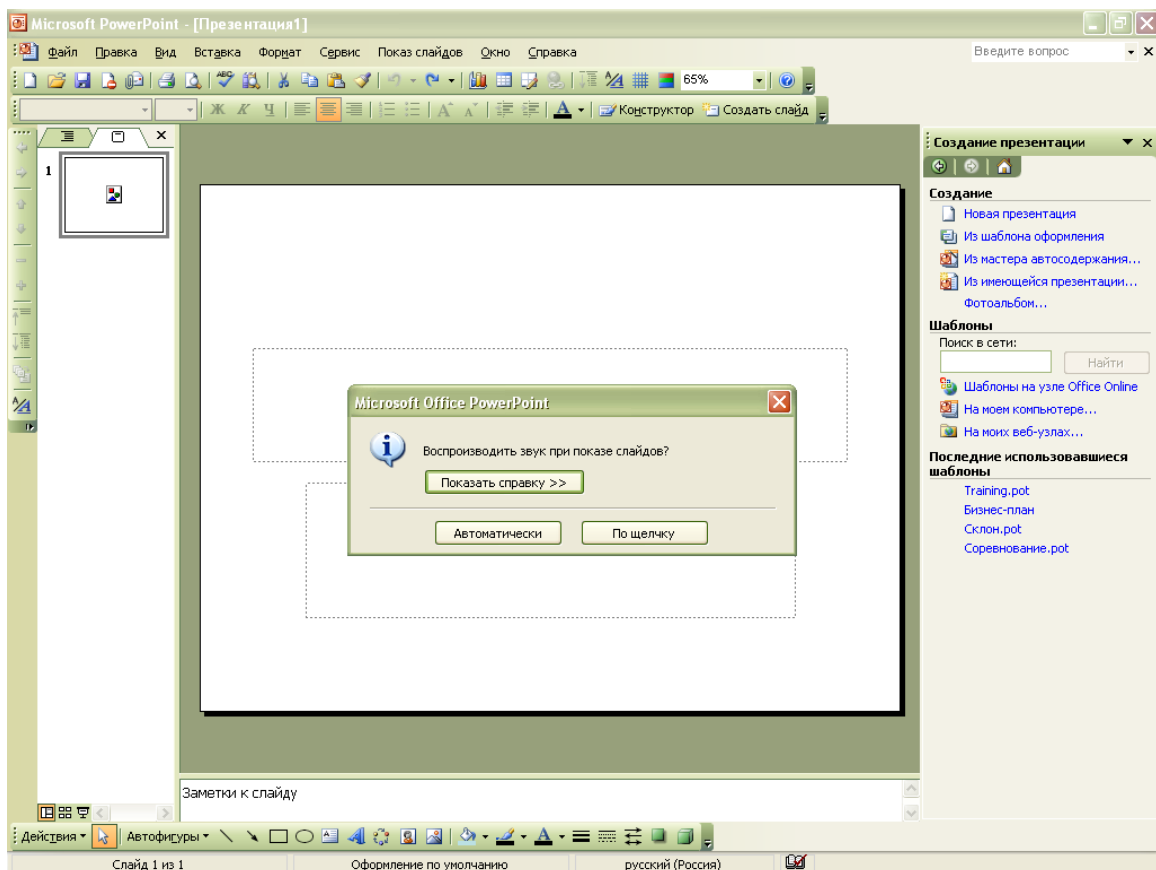 Microsoft PowerPoint - [Презентация1]
Файл Правка Вид Вставка Формат Сервис Показ слайдов Окно Справка Введите вопрос
65%
Ж К Ч Конструктор Создать слайд
Создание презентации
1
Создание
Новая презентация
Из шаблона оформления
Из мастера автосодержания...
Из имеющейся презентации...
Фотоальбом...
Шаблоны
Поиск в сети:
Найти
Шаблоны на узле Office Online
На моем компьютере...
На моих веб-узлах...
Последние использовавшиеся
шаблоны
Training.pot
Бизнес-план
Склон.pot
Соревнование.pot
Microsoft Office PowerPoint
Воспроизводить звук при показе слайдов?
Показать справку >>
Автоматически По щелчку
Заметки к слайду
Действия Автофигуры
Слайд 1 из 1 Оформление по умолчанию русский (Россия)